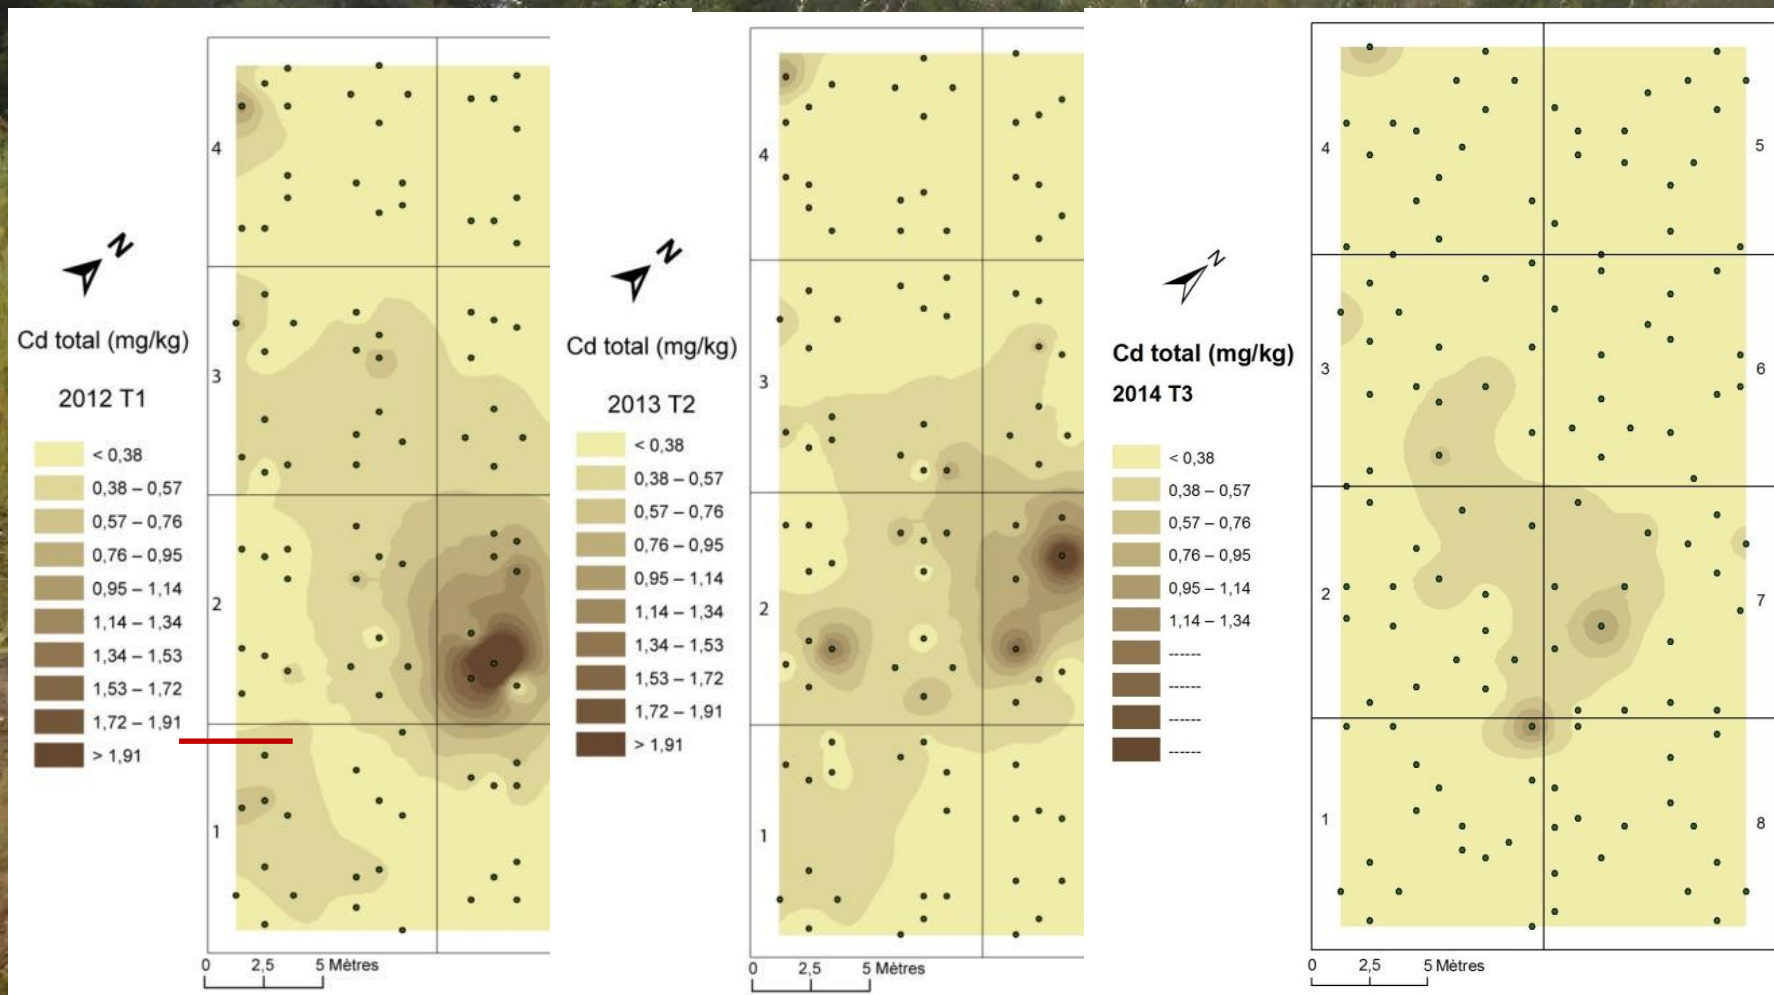 4
3
2
1
N
Cd total (mg/kg)
2012 T1
< 0,38
0,38 – 0,57
0,57 – 0,76
0,76 – 0,95
0,95 – 1,14
1,14 – 1,34
1,34 – 1,53
1,53 – 1,72
1,72 – 1,91
> 1,91
0 2,5 5 Mètres
4
3
2
1
N
Cd total (mg/kg)
2013 T2
< 0,38
0,38 – 0,57
0,57 – 0,76
0,76 – 0,95
0,95 – 1,14
1,14 – 1,34
1,34 – 1,53
1,53 – 1,72
1,72 – 1,91
> 1,91
0 2,5 5 Mètres
4 5
3 6
2 7
1 8
N
Cd total (mg/kg)
2014 T3
< 0,38
0,38 – 0,57
0,57 – 0,76
0,76 – 0,95
0,95 – 1,14
1,14 – 1,34
------
------
------
------
0 2,5 5 Mètres